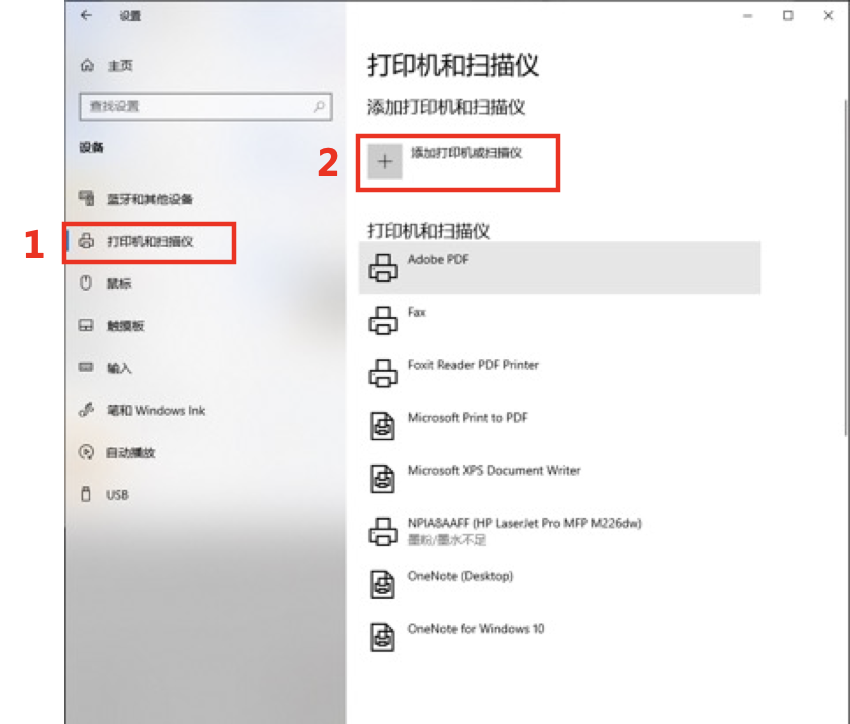 设置
主页
查找设置
设备
蓝牙和其他设备
1
打印机和扫描仪
鼠标
触摸板
输入
笔和 Windows Ink
自动播放
USB
打印机和扫描仪
添加打印机和扫描仪
2
添加打印机或扫描仪
打印机和扫描仪
Adobe PDF
Fax
Foxit Reader PDF Printer
Microsoft Print to PDF
Microsoft XPS Document Writer
NPIA8AAFF (HP LaserJet Pro MFP M226dw)
墨粉/墨水不足
OneNote (Desktop)
OneNote for Windows 10